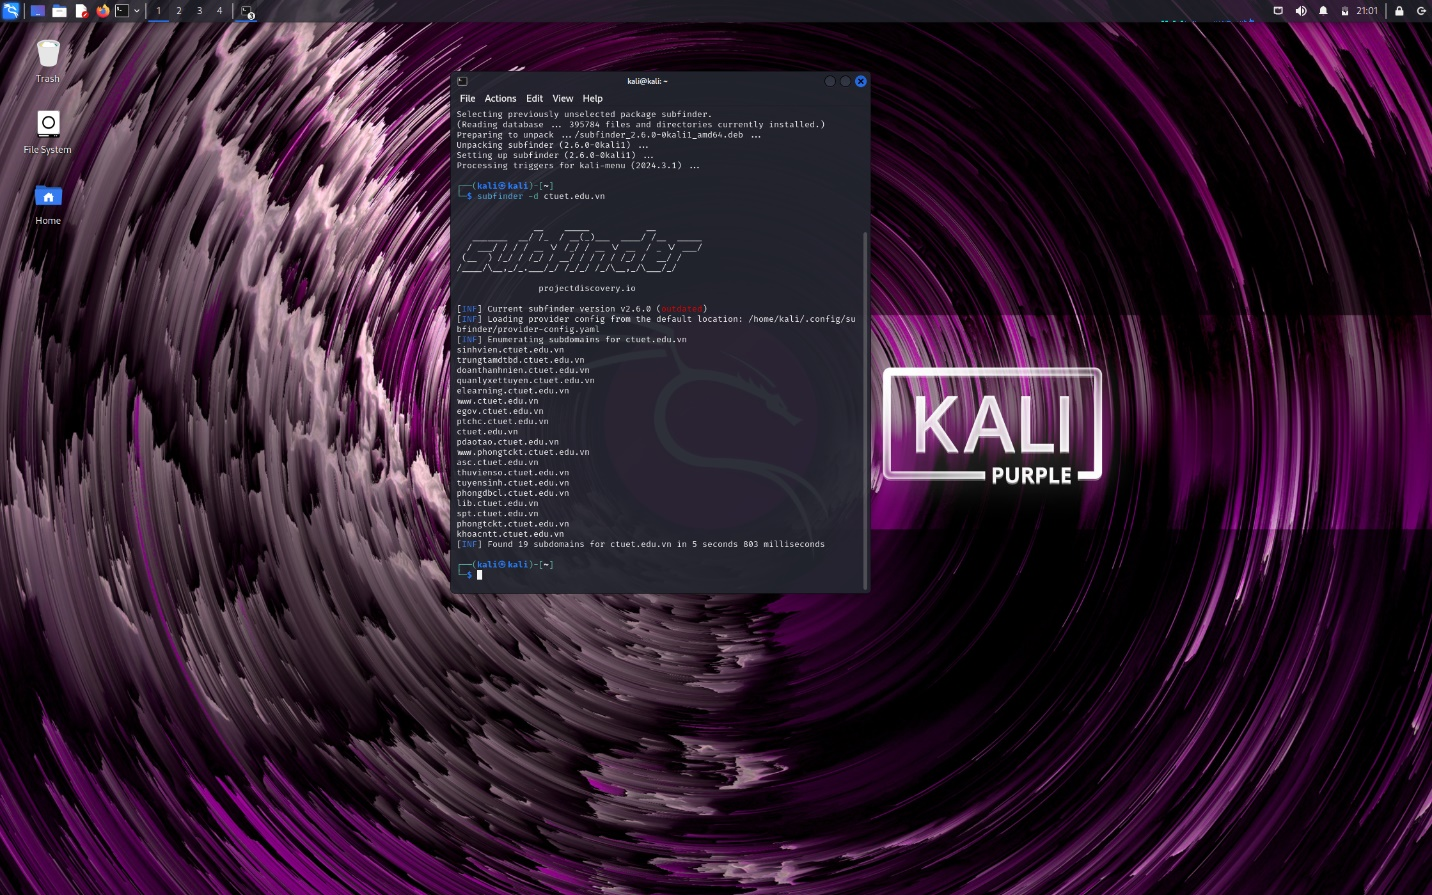 1 2 3 4
21:01
Trash
File System
Home
kali@kali: ~
File Actions Edit View Help
Selecting previously unselected package subfinder.
(Reading database ... 395784 files and directories currently installed.)
Preparing to unpack .../subfinder_2.6.0-0kali1_amd64.deb ...
Unpacking subfinder (2.6.0-0kali1) ...
Setting up subfinder (2.6.0-0kali1) ...
Processing triggers for kali-menu (2024.3.1) ...
┌──(kali㉿kali)-[~]
└─$ subfinder -d ctuet.edu.vn
projectdiscovery.io
[INF] Current subfinder version v2.6.0 (outdated)
[INF] Loading provider config from the default location: /home/kali/.config/su
bfinder/provider-config.yaml
[INF] Enumerating subdomains for ctuet.edu.vn
sinhvien.ctuet.edu.vn
trungtamdtbd.ctuet.edu.vn
doanthanhnien.ctuet.edu.vn
quanlyxettuyen.ctuet.edu.vn
elearning.ctuet.edu.vn
www.ctuet.edu.vn
egov.ctuet.edu.vn
ptchc.ctuet.edu.vn
ctuet.edu.vn
pdaotao.ctuet.edu.vn
www.phongtckt.ctuet.edu.vn
asc.ctuet.edu.vn
thuvienso.ctuet.edu.vn
tuyensinh.ctuet.edu.vn
phongdbcl.ctuet.edu.vn
lib.ctuet.edu.vn
spt.ctuet.edu.vn
phongtckt.ctuet.edu.vn
khoacntt.ctuet.edu.vn
[INF] Found 19 subdomains for ctuet.edu.vn in 5 seconds 803 milliseconds
┌──(kali㉿kali)-[~]
└─$
KALI
PURPLE